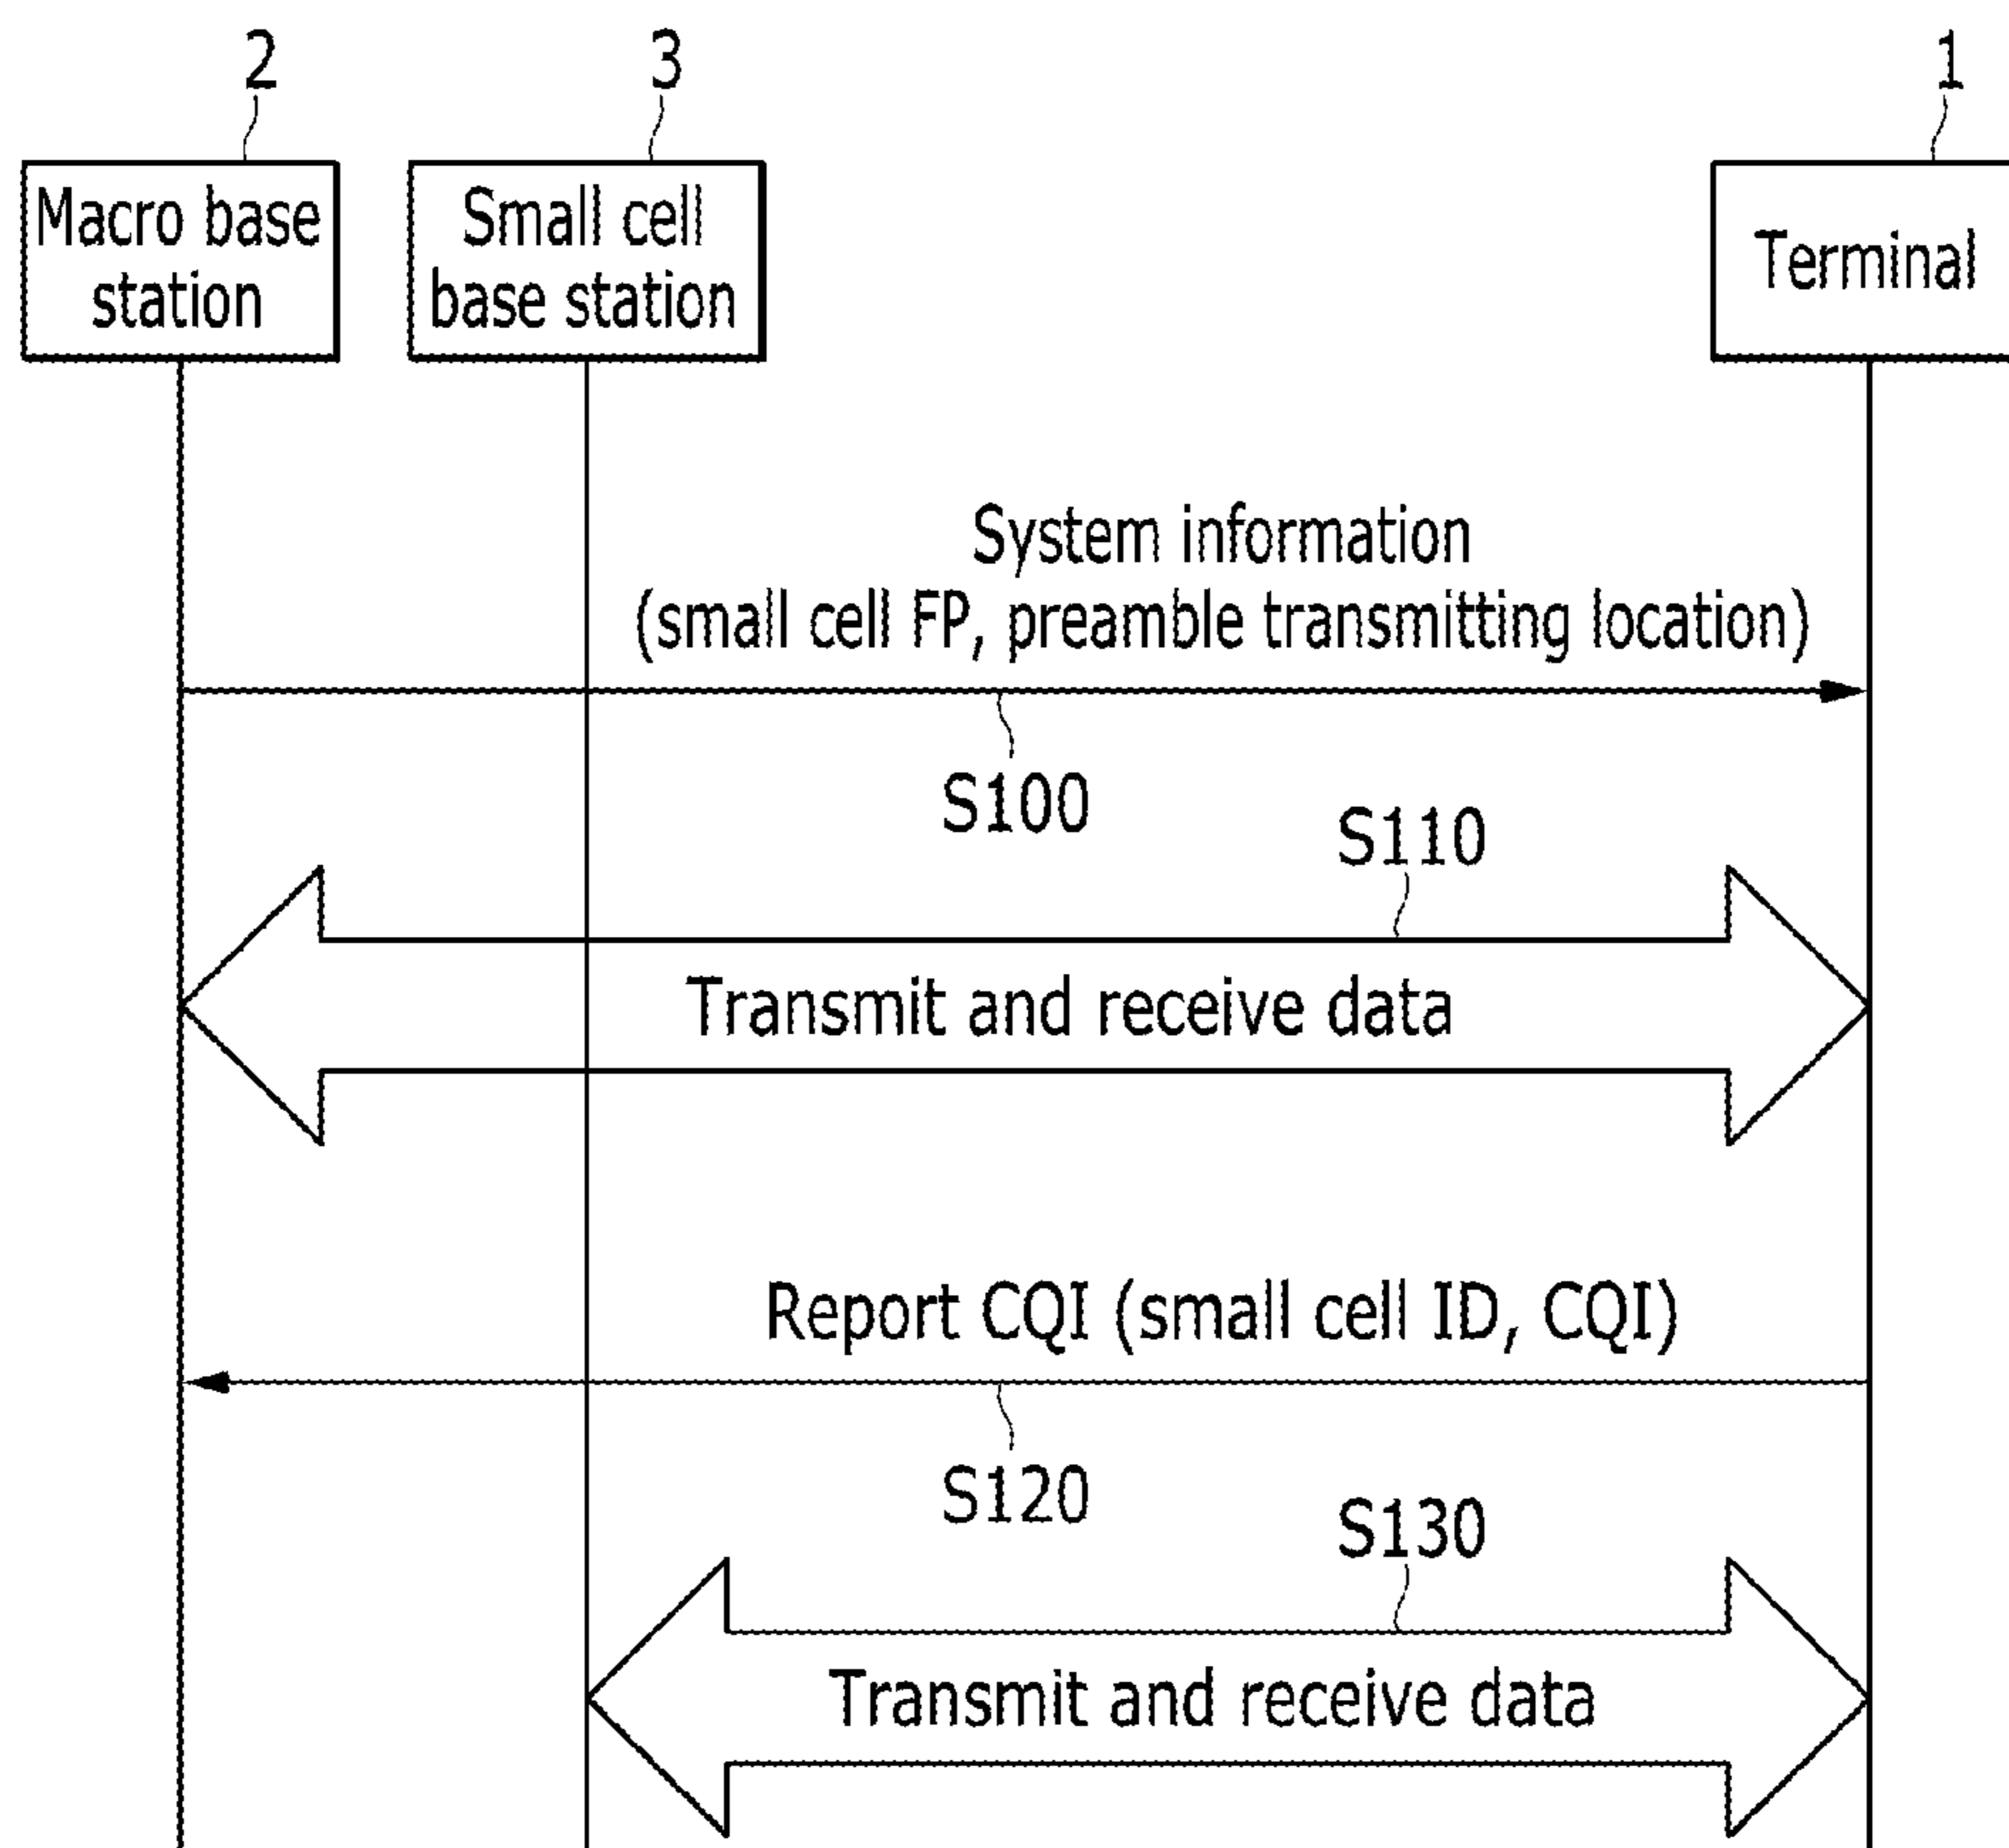 2
3
1
Macro base
station
Small cell
base station
Terminal
System information
(small cell FP, preamble transmitting location)
S100
S110
Transmit and receive data
Report CQI (small cell ID, CQI)
S120
S130
Transmit and receive data